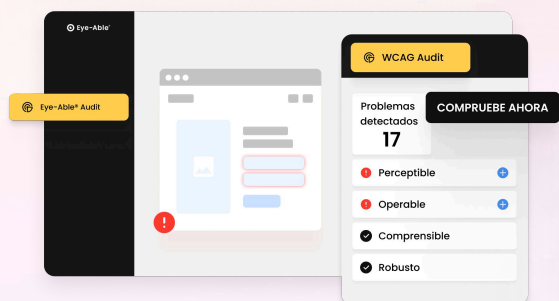 Eye-Able®
Eye-Able® Audit
WCAG Audit
Problemas
detectados
17
COMPRUEBE AHORA
Perceptible
Operable
Comprensible
Robusto